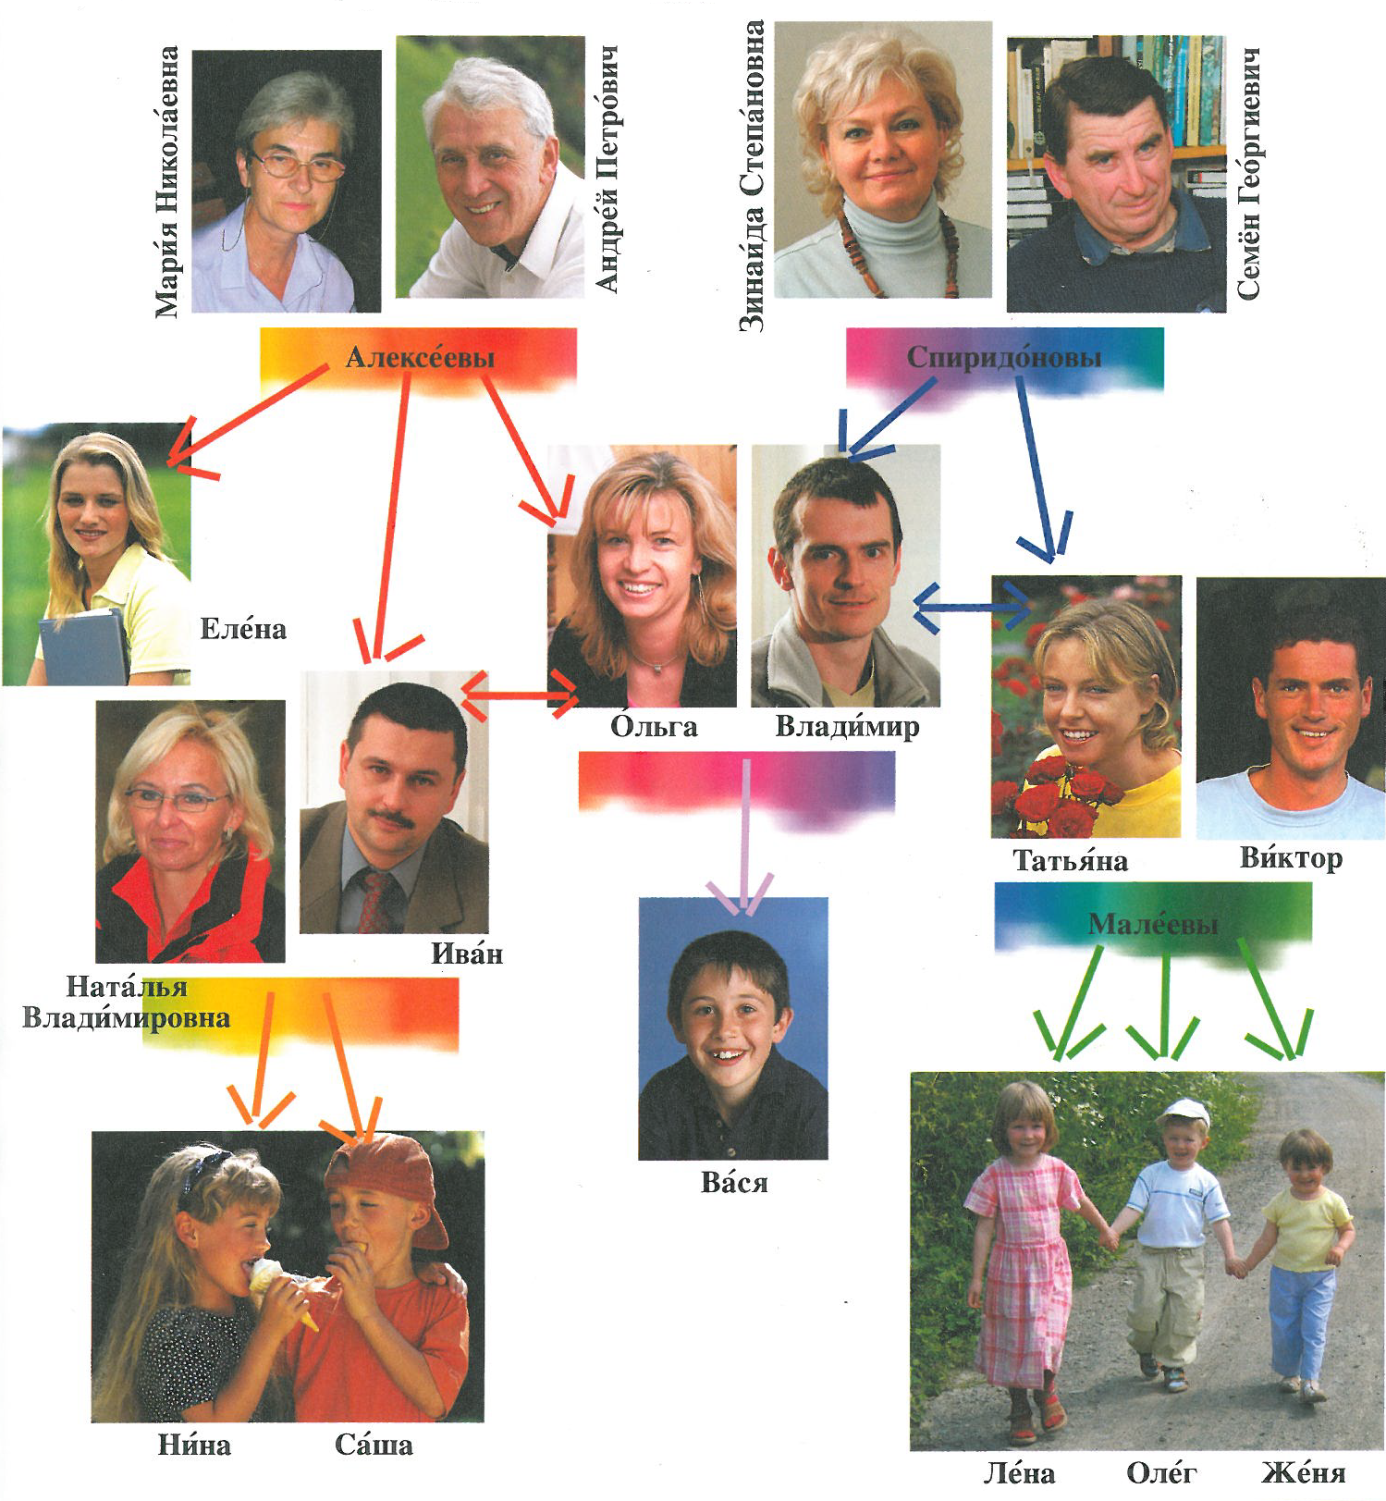 Мари́я Никола́евна
Андре́й Петро́вич
Зинаи́да Степа́новна
Семён Гео́ргиевич
Алексе́евы
Спиридо́новы
Еле́на
О́льга
Влади́мир
Татья́на
Ви́ктор
Ива́н
Ната́лья
Влади́мировна
Мале́евы
Ва́ся
Ни́на
Са́ша
Ле́на
Оле́г
Же́ня